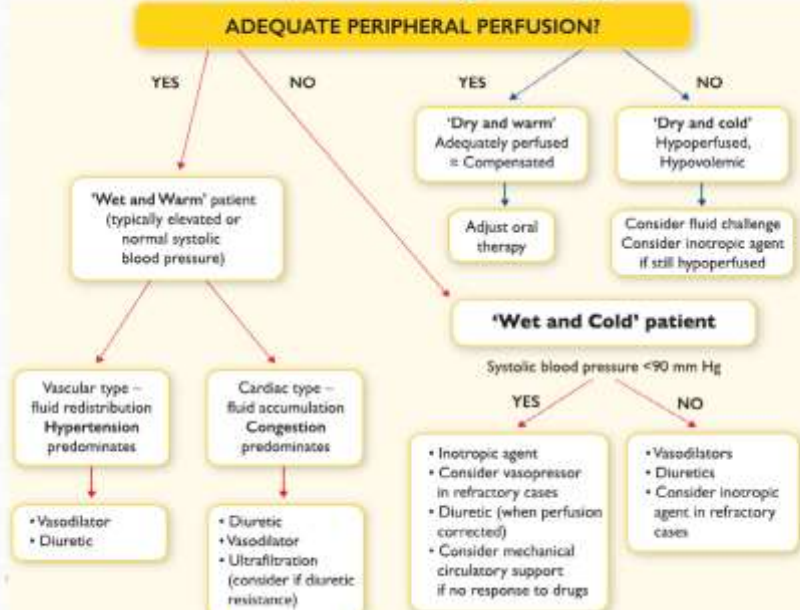 ADEQUATE PERIPHERAL PERFUSION?
YES
NO
YES
NO
'Wet and Warm' patient
(typically elevated or
normal systolic
blood pressure)
'Dry and warm'
Adequately perfused
≈ Compensated
'Dry and cold'
Hypoperfused,
Hypovolemic
Adjust oral
therapy
Consider fluid challenge
Consider inotropic agent
if still hypoperfused
'Wet and Cold' patient
Systolic blood pressure <90 mm Hg
YES
NO
Vascular type –
fluid redistribution
Hypertension
predominates
Cardiac type –
fluid accumulation
Congestion
predominates
• Vasodilator
• Diuretic
• Diuretic
• Vasodilator
• Ultrafiltration
(consider if diuretic
resistance)
• Inotropic agent
• Consider vasopressor
in refractory cases
• Diuretic (when perfusion
corrected)
• Consider mechanical
circulatory support
if no response to drugs
• Vasodilators
• Diuretics
• Consider inotropic
agent in refractory
cases